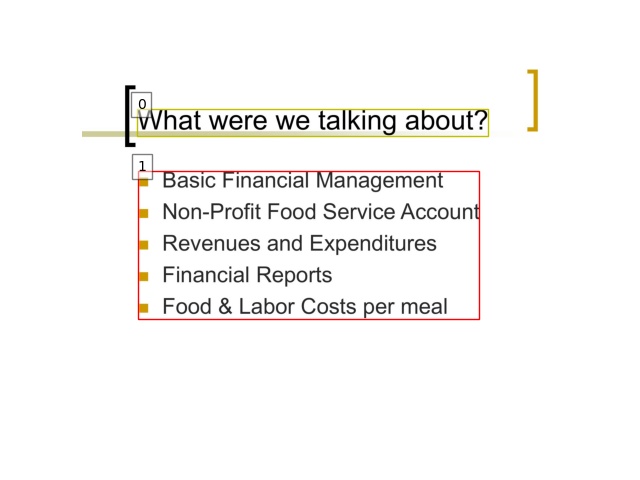 0
What were we talking about?
1
Basic Financial Management
Non-Profit Food Service Account
Revenues and Expenditures
Financial Reports
Food & Labor Costs per meal